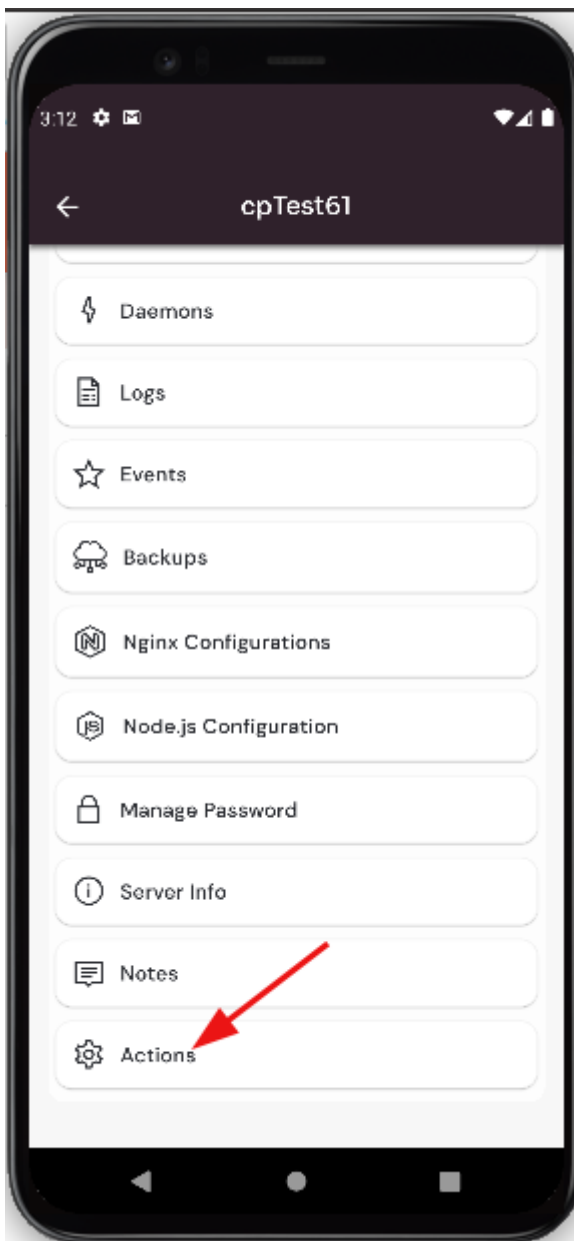 3:12
cpTest61
Daemons
Logs
Events
Backups
Nginx Configurations
Node.js Configuration
Manage Password
Server Info
Notes
Actions